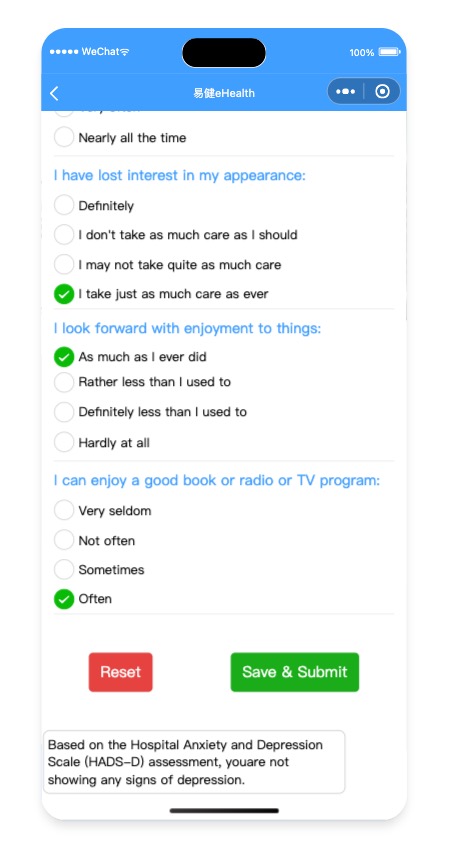 WeChat
100%
易健eHealth
Very often
Nearly all the time
I have lost interest in my appearance:
Definitely
I don't take as much care as I should
I may not take quite as much care
I take just as much care as ever
I look forward with enjoyment to things:
As much as I ever did
Rather less than I used to
Definitely less than I used to
Hardly at all
I can enjoy a good book or radio or TV program:
Very seldom
Not often
Sometimes
Often
Reset
Save & Submit
Based on the Hospital Anxiety and Depression
Scale (HADS-D) assessment, youare not
showing any signs of depression.